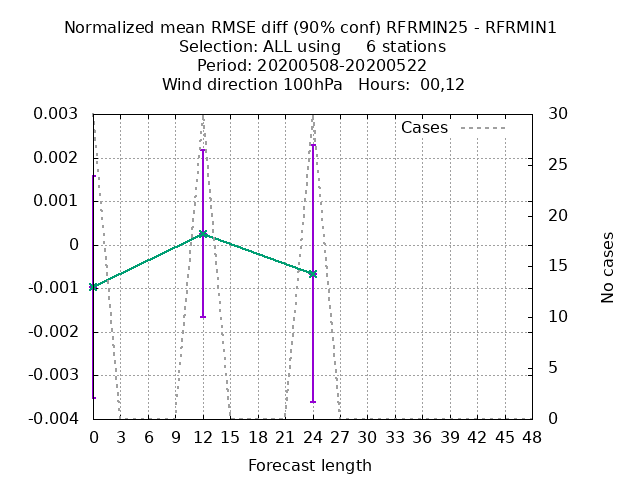 Normalized mean RMSE diff (90% conf) RFRMIN25 - RFRMIN1
Selection: ALL using     6 stations
Period: 20200508-20200522
Wind direction 100hPa   Hours:  00,12
0.003
0.002
0.001
0
-0.001
-0.002
-0.003
-0.004
Cases
30
25
20
15
10
5
0
No cases
0 3 6 9 12 15 18 21 24 27 30 33 36 39 42 45 48
Forecast length